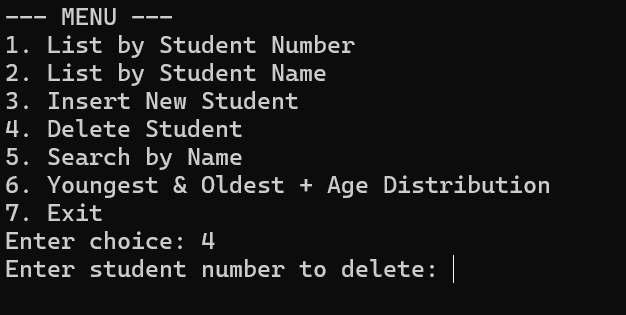 --- MENU ---
1. List by Student Number
2. List by Student Name
3. Insert New Student
4. Delete Student
5. Search by Name
6. Youngest & Oldest + Age Distribution
7. Exit
Enter choice: 4
Enter student number to delete: